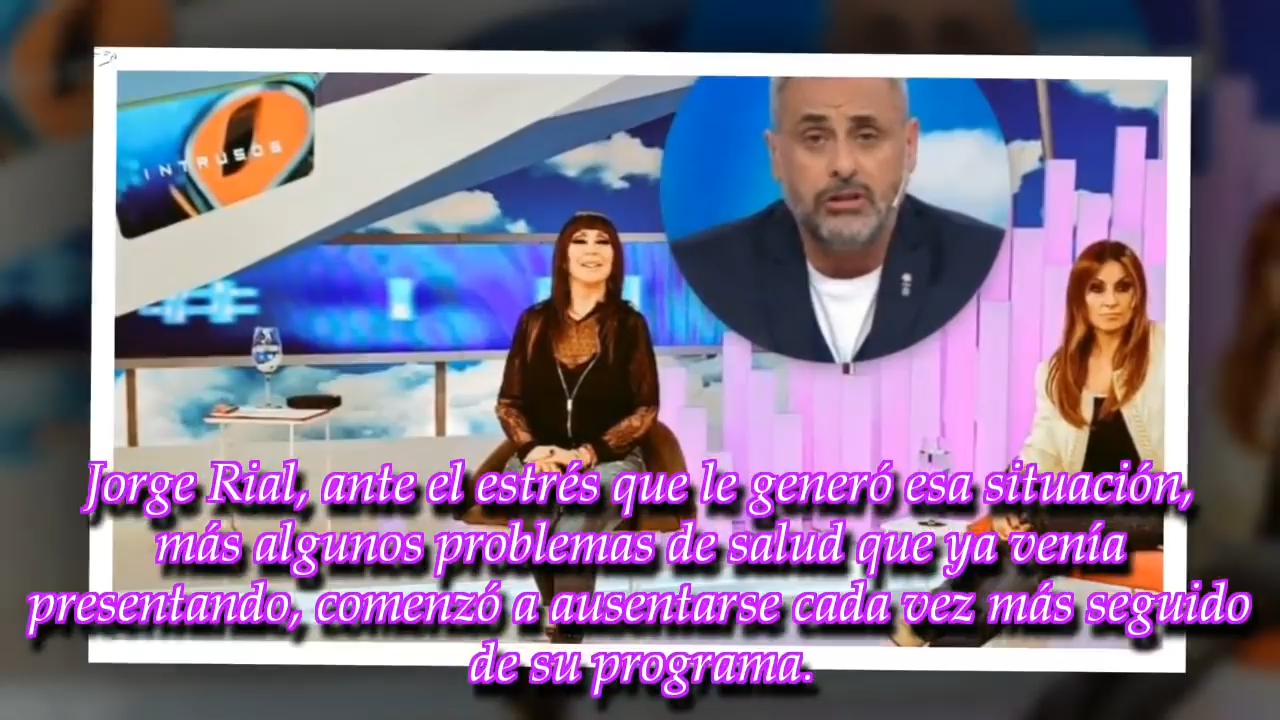 INTRUSOS
Jorge Rial, ante el estrés que le generó esa situación,
más algunos problemas de salud que ya venía
presentando, comenzó a ausentarse cada vez más seguido
de su programa.